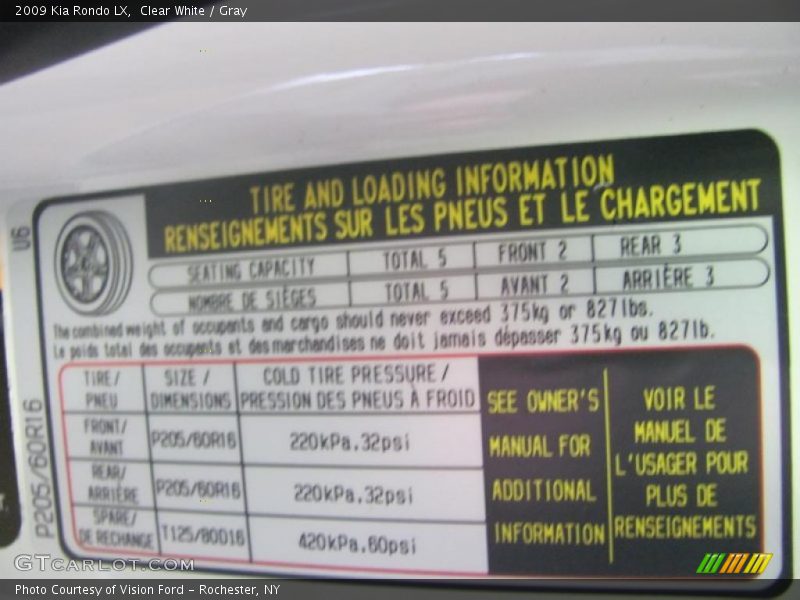 2009 Kia Rondo LX,  Clear White / Gray
TIRE AND LOADING INFORMATION
RENSEIGNEMENTS SUR LES PNEUS ET LE CHARGEMENT
U6
SEATING CAPACITY TOTAL 5 FRONT 2 REAR 3
NOMBRE DE SIÈGES TOTAL 5 AVANT 2 ARRIÈRE 3
The combined weight of occupants and cargo should never exceed 375kg or 827lbs.
Le poids total des occupants et des marchandises ne doit jamais dépasser 375kg ou 827lb.
TIRE/ SIZE / COLD TIRE PRESSURE /
PNEU DIMENSIONS PRESSION DES PNEUS À FROID
FRONT/
AVANT P205/60R16 220kPa.32psi
REAR/
ARRIÈRE P205/60R16 220kPa.32psi
SPARE/
DE RECHANGE T125/80D16 420kPa.60psi
SEE OWNER'S
MANUAL FOR
ADDITIONAL
INFORMATION
VOIR LE
MANUEL DE
L'USAGER POUR
PLUS DE
RENSEIGNEMENTS
P205/60R16
GTCARLOT.COM
Photo Courtesy of Vision Ford – Rochester, NY